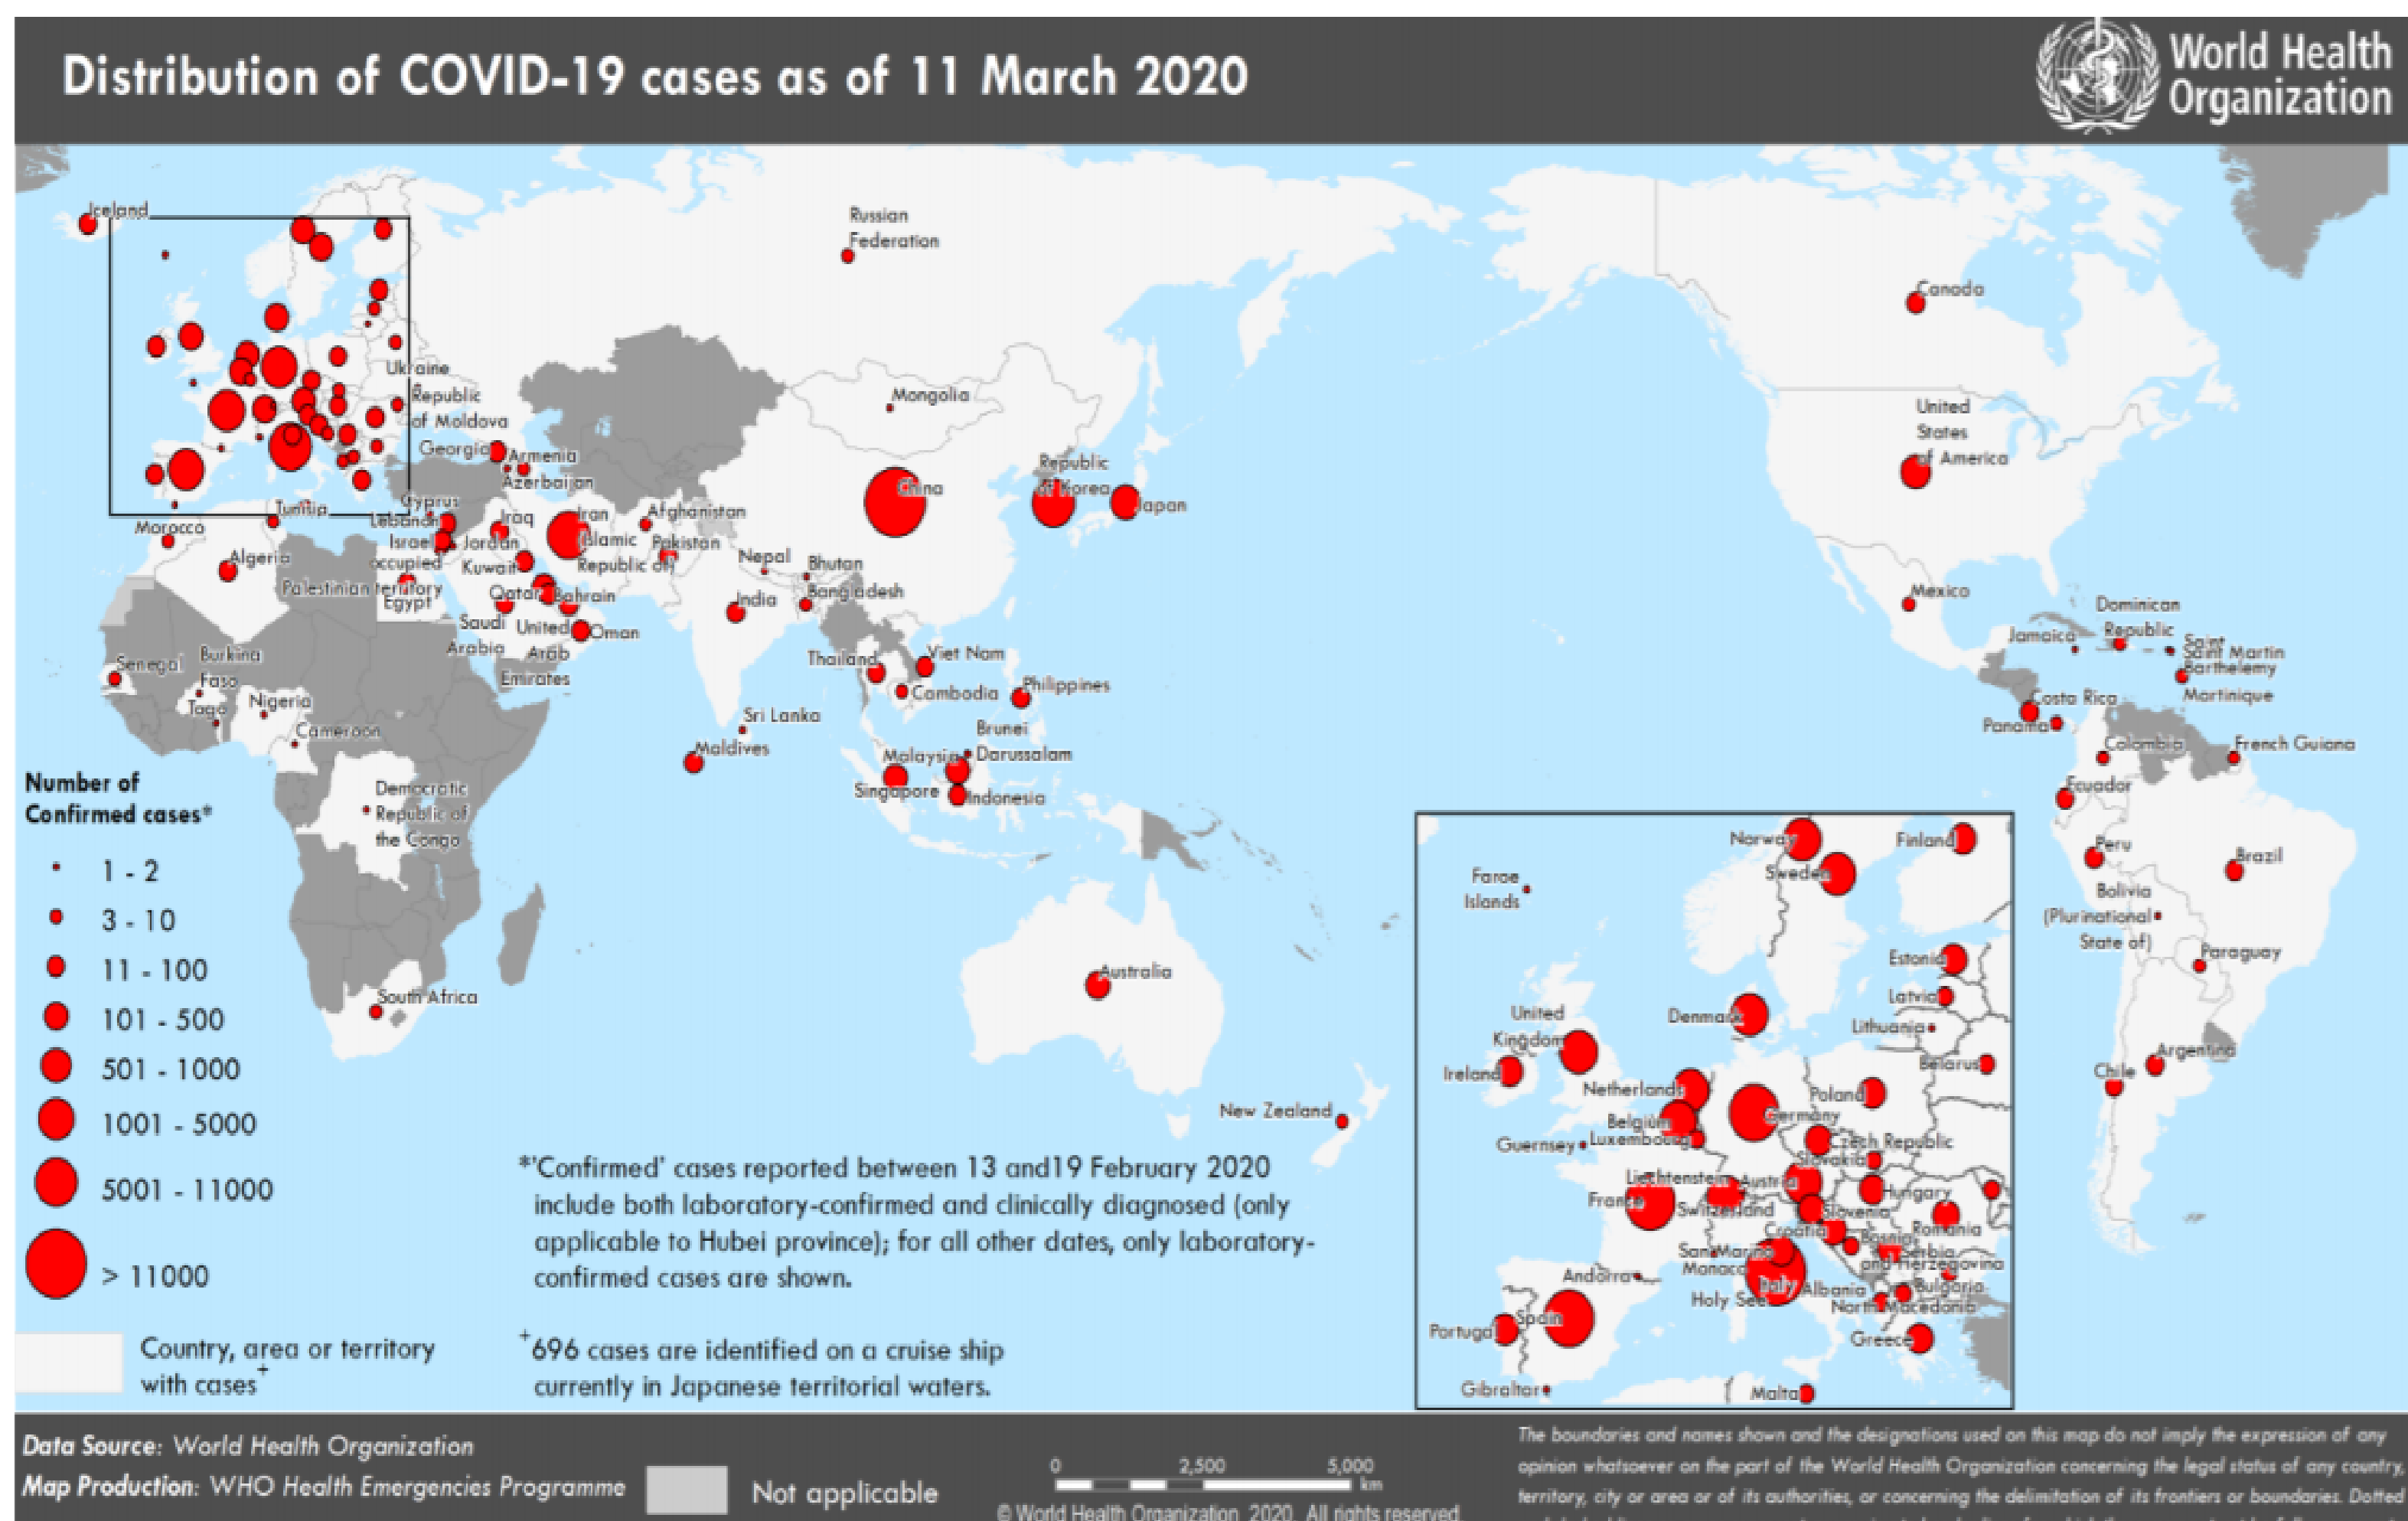 Distribution of COVID-19 cases as of 11 March 2020
World Health
Organization
Iceland
Russian
Federation
Ukraine
Republic
of Moldova
Georgia
Armenia
Azerbaijan
Mongolia
China
Republic
of Korea
Japan
Canada
United
States
of America
Mexico
Morocco
Tunisia
Algeria
Cyprus
Lebanon
Israel
Jordan
occupied
Palestinian territory
Egypt
Iraq
Kuwait
Iran
Islamic
Republic of)
Afghanistan
Pakistan
Qatar
Bahrain
Saudi
Arabia
United
Arab
Emirates
Oman
Nepal
Bhutan
Bangladesh
India
Thailand
Viet Nam
Cambodia
Philippines
Sri Lanka
Maldives
Brunei
Darussalam
Malaysia
Singapore
Indonesia
Senegal
Burkina
Faso
Togo
Nigeria
Cameroon
Democratic
Republic of
the Congo
South Africa
Australia
New Zealand
Dominican
Republic
Jamaica
Saint
Saint Martin
Barthelemy
Martinique
Costa Rica
Panama
Colombia
French Guiana
Ecuador
Peru
Brazil
Bolivia
(Plurinational
State of)
Paraguay
Argentina
Chile
Number of
Confirmed cases*
1 - 2
3 - 10
11 - 100
101 - 500
501 - 1000
1001 - 5000
5001 - 11000
> 11000
Country, area or territory
with cases+
*'Confirmed' cases reported between 13 and19 February 2020
include both laboratory-confirmed and clinically diagnosed (only
applicable to Hubei province); for all other dates, only laboratory-
confirmed cases are shown.
+696 cases are identified on a cruise ship
currently in Japanese territorial waters.
Norway
Sweden
Finland
Faroe
Islands
Estonia
Latvia
Lithuania
Belarus
Denmark
United
Kingdom
Ireland
Netherlands
Belgium
Luxembourg
Guernsey
Germany
Poland
Czech Republic
Slovakia
Liechtenstein
Austria
France
Switzerland
Hungary
Slovenia
Croatia
Romania
Bosnia
and Herzegovina
Serbia
San Marino
Monaco
Andorra
Italy
Holy See
Albania
Bulgaria
North Macedonia
Portugal
Spain
Greece
Gibraltar
Malta
Data Source: World Health Organization
Map Production: WHO Health Emergencies Programme
Not applicable
0 2,500 5,000
km
© World Health Organization 2020 All rights reserved
The boundaries and names shown and the designations used on this map do not imply the expression of any
opinion whatsoever on the part of the World Health Organization concerning the legal status of any country,
territory, city or area or of its authorities, or concerning the delimitation of its frontiers or boundaries. Dotted